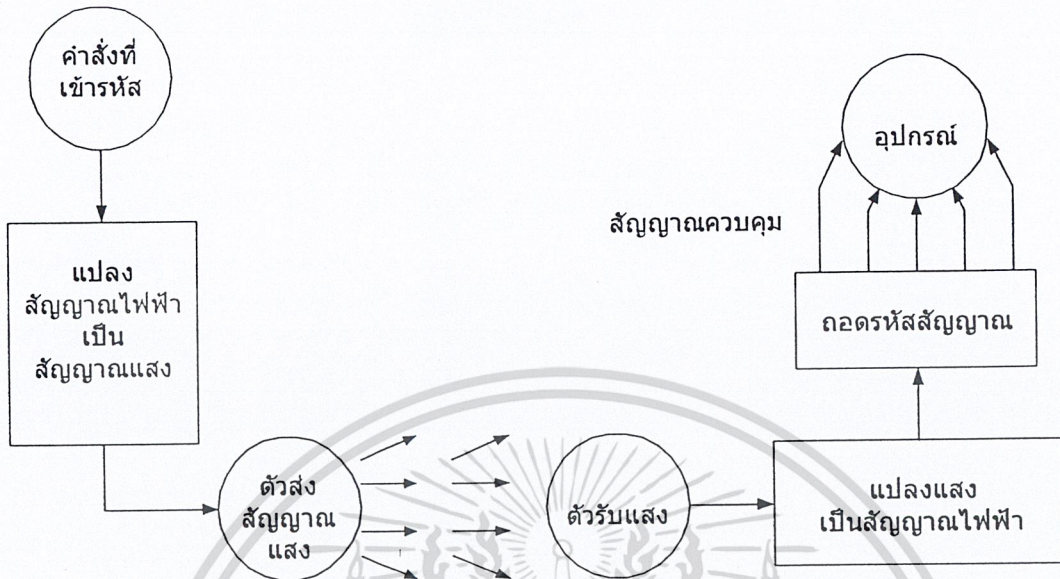 คำสั่งที่
เข้ารหัส
แปลง
สัญญาณไฟฟ้า
เป็น
สัญญาณแสง
ตัวส่ง
สัญญาณ
แสง
ตัวรับแสง
แปลงแสง
เป็นสัญญาณไฟฟ้า
ถอดรหัสสัญญาณ
สัญญาณควบคุม
อุปกรณ์